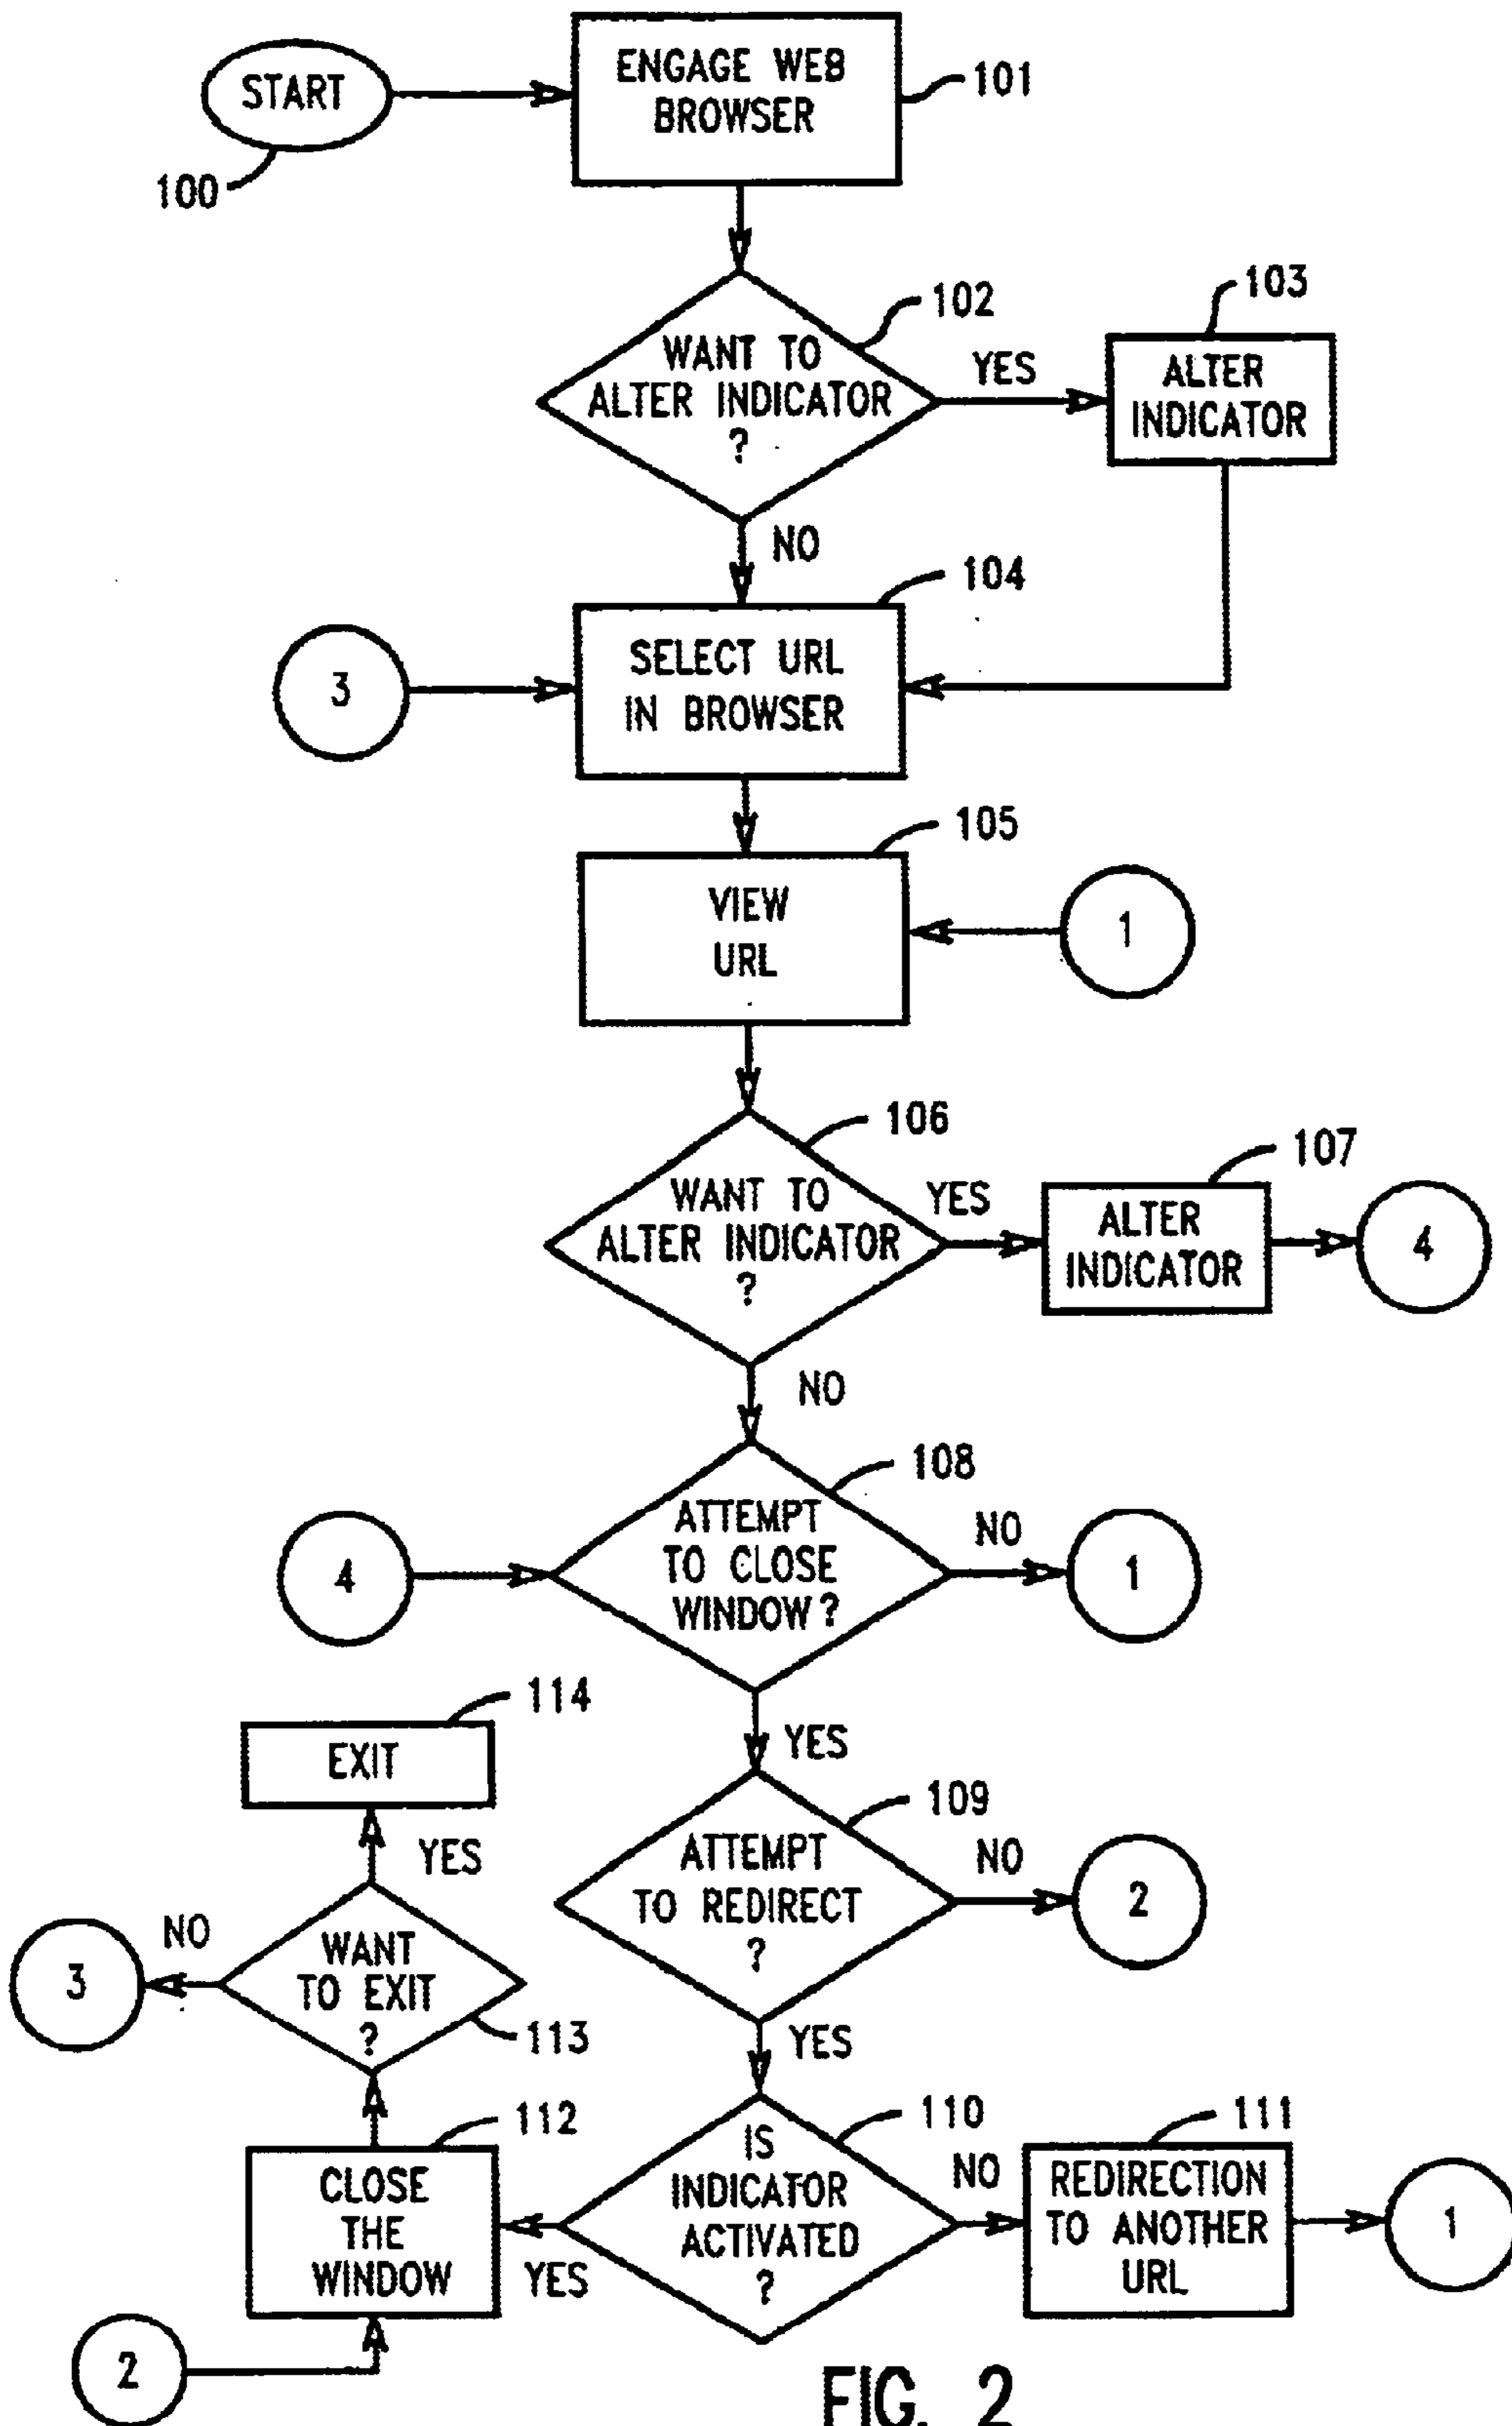 START
100
ENGAGE WEB
BROWSER
101
102
WANT TO
ALTER INDICATOR
?
YES
103
ALTER
INDICATOR
NO
104
3
SELECT URL
IN BROWSER
105
VIEW
URL
1
106
WANT TO
ALTER INDICATOR
?
YES
107
ALTER
INDICATOR
4
NO
108
4
ATTEMPT
TO CLOSE
WINDOW?
NO
1
114
EXIT
YES
YES
109
ATTEMPT
TO REDIRECT
?
NO
2
3
NO
WANT
TO EXIT
?
113
YES
112
CLOSE
THE
WINDOW
YES
110
IS
INDICATOR
ACTIVATED
?
NO
111
REDIRECTION
TO ANOTHER
URL
1
2
FIG. 2